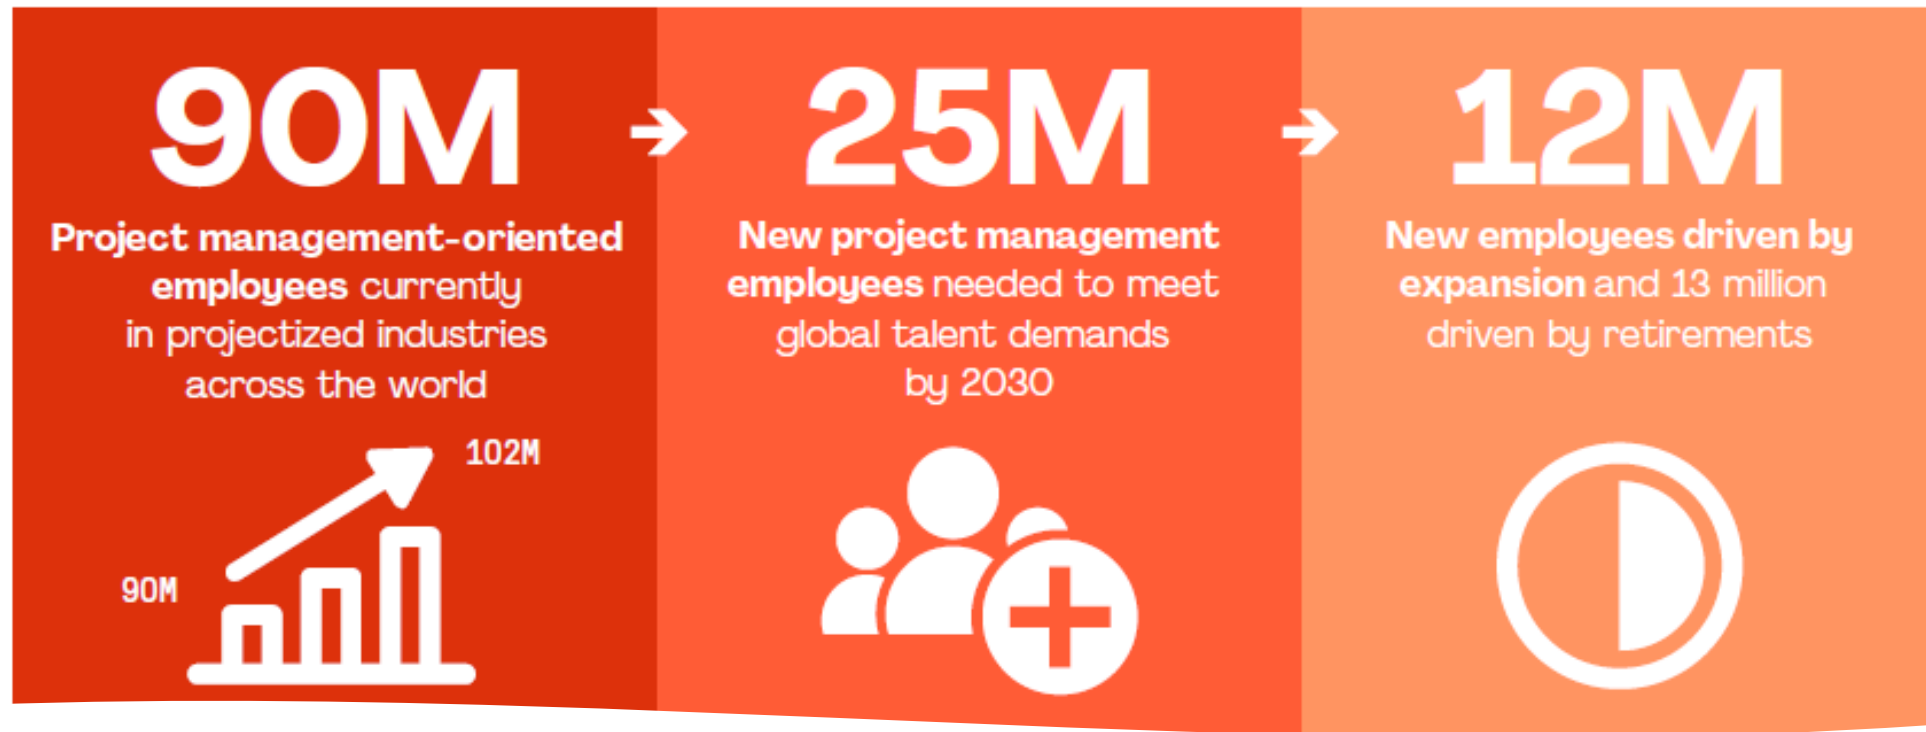 90M
Project management-oriented
employees currently
in projectized industries
across the world
90M
102M
25M
New project management
employees needed to meet
global talent demands
by 2030
12M
New employees driven by
expansion and 13 million
driven by retirements